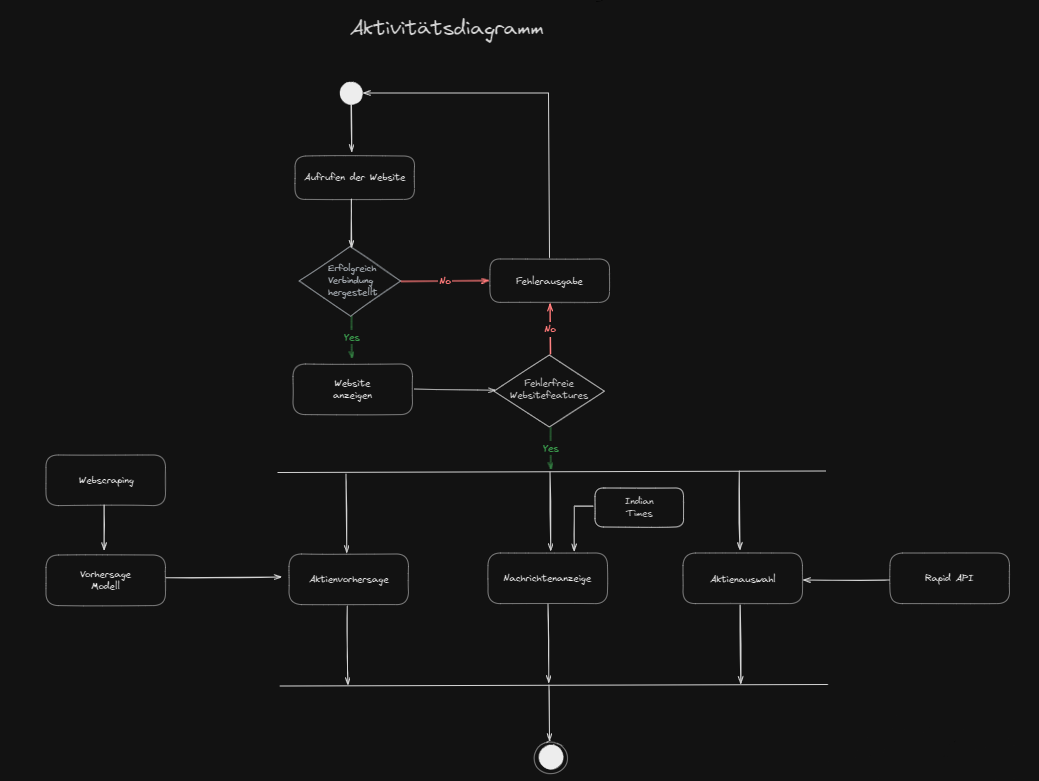 Aktivitätsdiagramm
Aufrufen der Website
Erfolgreich
Verbindung
hergestellt
No
Fehlerausgabe
Yes
No
Website
anzeigen
Fehlerfreie
Websitefeatures
Yes
Webscraping
Indian
Times
Vorhersage
Modell
Aktienvorhersage
Nachrichtenanzeige
Aktienauswahl
Rapid API